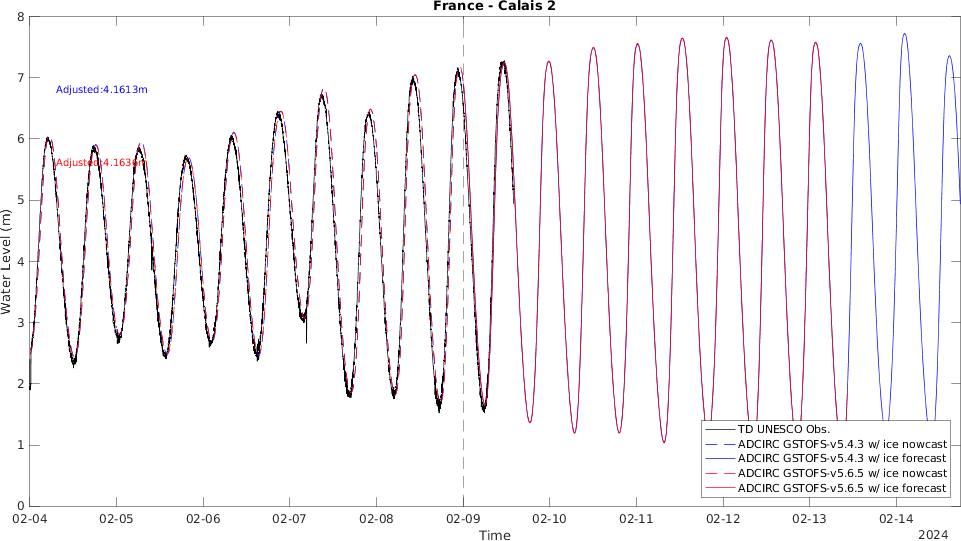 France - Calais 2
8
7
6
5
4
3
2
1
0
Water Level (m)
Adjusted:4.1613m
Adjusted:4.1636m
TD UNESCO Obs.
ADCIRC GSTOFS-v5.4.3 w/ ice nowcast
ADCIRC GSTOFS-v5.4.3 w/ ice forecast
ADCIRC GSTOFS-v5.6.5 w/ ice nowcast
ADCIRC GSTOFS-v5.6.5 w/ ice forecast
02-04 02-05 02-06 02-07 02-08 02-09 02-10 02-11 02-12 02-13 02-14
Time
2024